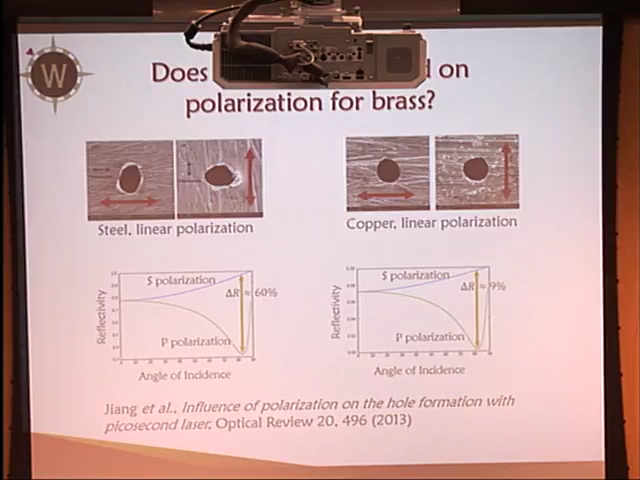 W
Does
d on
polarization for brass?
Steel, linear polarization
Copper, linear polarization
S polarization
ΔR ≈ 60%
P polarization
Reflectivity
Angle of Incidence
S polarization
ΔR ≈ 9%
P polarization
Reflectivity
Angle of Incidence
Jiang et al., Influence of polarization on the hole formation with
picosecond laser, Optical Review 20, 496 (2013)